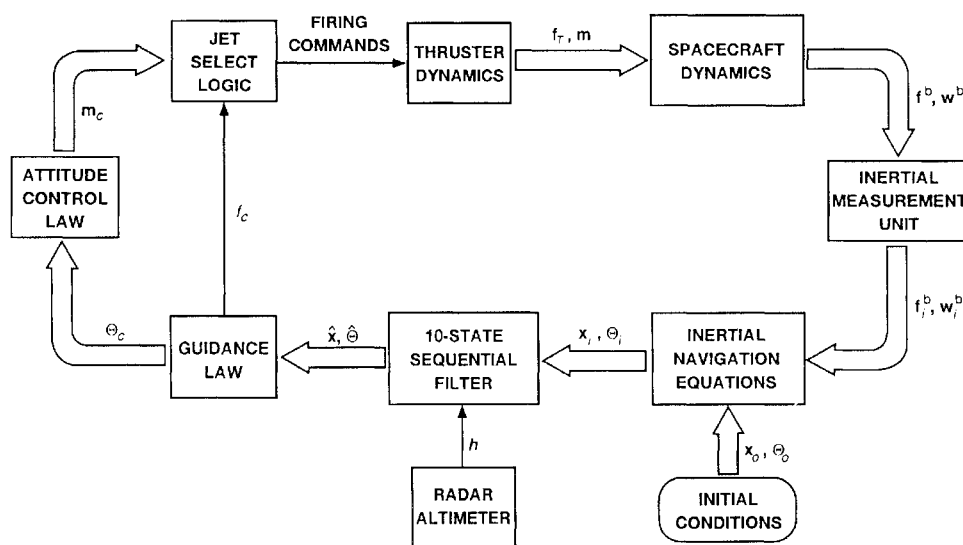 JET
SELECT
LOGIC
FIRING
COMMANDS
THRUSTER
DYNAMICS
f_T, m
SPACECRAFT
DYNAMICS
f^b, w^b
INERTIAL
MEASUREMENT
UNIT
f_i^b, w_i^b
INERTIAL
NAVIGATION
EQUATIONS
x_o, Θ_o
INITIAL
CONDITIONS
x_i, Θ_i
10-STATE
SEQUENTIAL
FILTER
h
RADAR
ALTIMETER
x̂, Θ̂
GUIDANCE
LAW
f_c
Θ_c
ATTITUDE
CONTROL
LAW
m_c